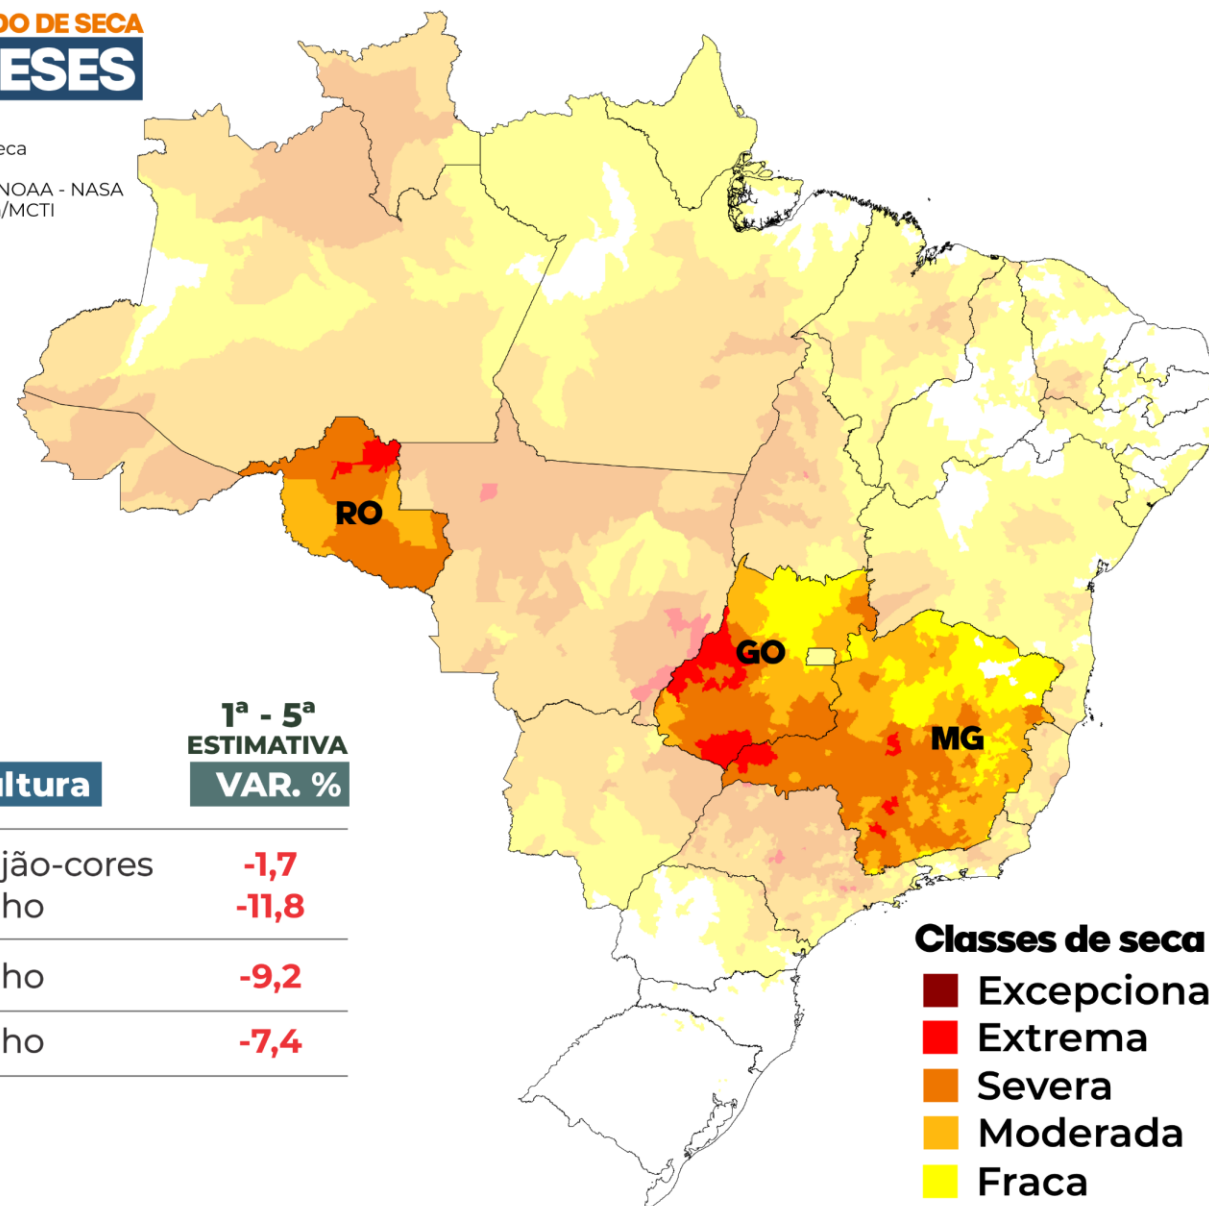 DO DE SECA
ESES
eca
NOAA - NASA
/MCTI
RO
GO
MG
1ª - 5ª
ESTIMATIVA
ltura VAR. %
jão-cores -1,7
ho -11,8
ho -9,2
ho -7,4
Classes de seca
Excepciona
Extrema
Severa
Moderada
Fraca